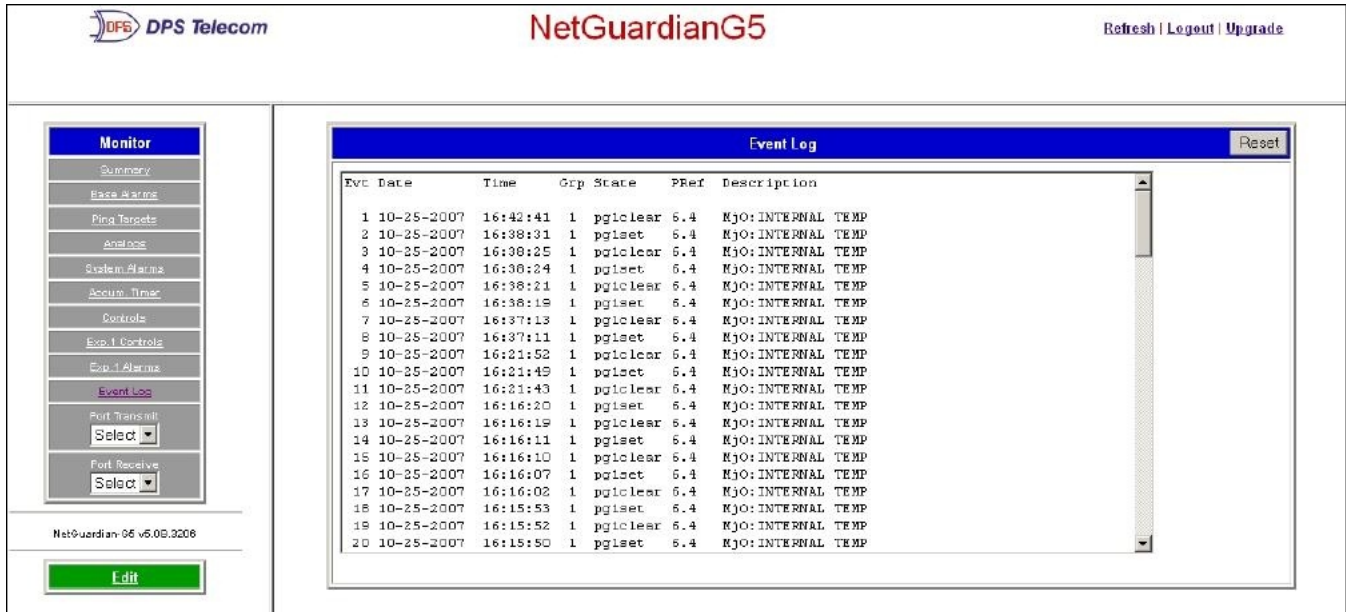 DPS DPS Telecom
NetGuardianG5
Refresh | Logout | Upgrade
Monitor
Summary
Base Alarms
Ping Targets
Analogs
System Alarms
Accum. Timer
Controls
Exp.1 Controls
Exp.1 Alarms
Event Log
Port Transmit
Select
Port Receive
Select
NetGuardian-G5 v5.0B.3206
Edit
Event Log
Reset
Evt Date Time Grp State PRef Description
1 10-25-2007 16:42:41 1 pg1clear 6.4 MjO:INTERNAL TEMP
2 10-25-2007 16:38:31 1 pg1set 6.4 MjO:INTERNAL TEMP
3 10-25-2007 16:38:25 1 pg1clear 6.4 MjO:INTERNAL TEMP
4 10-25-2007 16:38:24 1 pg1set 6.4 MjO:INTERNAL TEMP
5 10-25-2007 16:38:21 1 pg1clear 6.4 MjO:INTERNAL TEMP
6 10-25-2007 16:38:19 1 pg1set 6.4 MjO:INTERNAL TEMP
7 10-25-2007 16:37:13 1 pg1clear 6.4 MjO:INTERNAL TEMP
8 10-25-2007 16:37:11 1 pg1set 6.4 MjO:INTERNAL TEMP
9 10-25-2007 16:21:52 1 pg1clear 6.4 MjO:INTERNAL TEMP
10 10-25-2007 16:21:49 1 pg1set 6.4 MjO:INTERNAL TEMP
11 10-25-2007 16:21:43 1 pg1clear 6.4 MjO:INTERNAL TEMP
12 10-25-2007 16:16:20 1 pg1set 6.4 MjO:INTERNAL TEMP
13 10-25-2007 16:16:19 1 pg1clear 6.4 MjO:INTERNAL TEMP
14 10-25-2007 16:16:11 1 pg1set 6.4 MjO:INTERNAL TEMP
15 10-25-2007 16:16:10 1 pg1clear 6.4 MjO:INTERNAL TEMP
16 10-25-2007 16:16:07 1 pg1set 6.4 MjO:INTERNAL TEMP
17 10-25-2007 16:16:02 1 pg1clear 6.4 MjO:INTERNAL TEMP
18 10-25-2007 16:15:53 1 pg1set 6.4 MjO:INTERNAL TEMP
19 10-25-2007 16:15:52 1 pg1clear 6.4 MjO:INTERNAL TEMP
20 10-25-2007 16:15:50 1 pg1set 6.4 MjO:INTERNAL TEMP